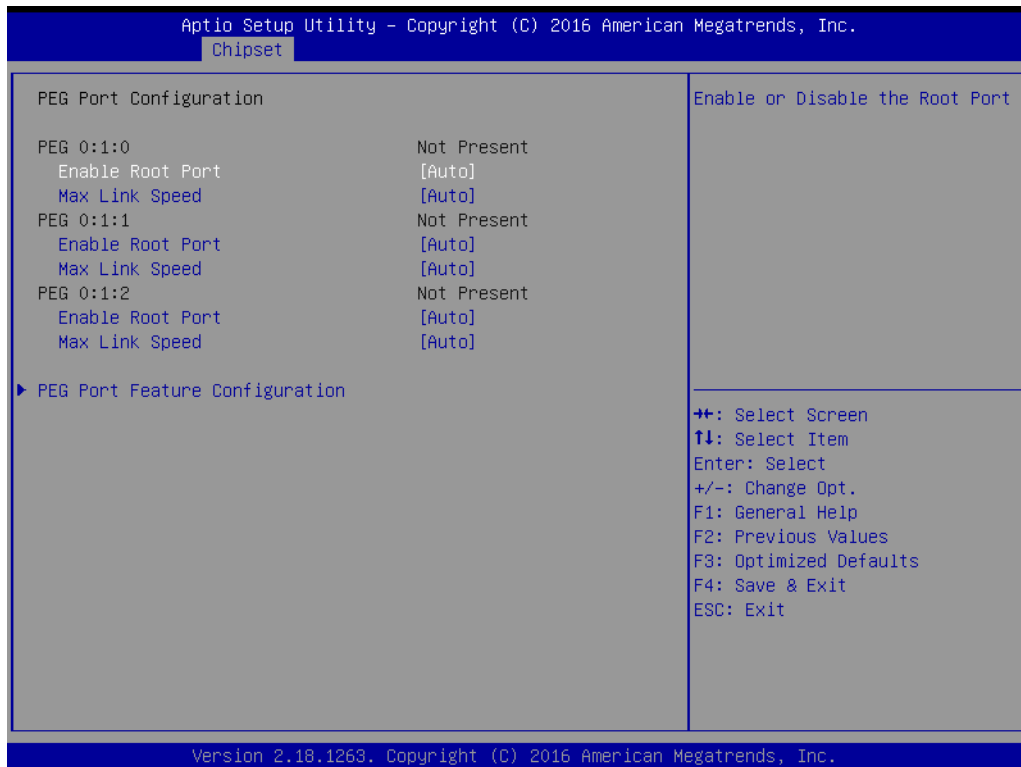 Aptio Setup Utility – Copyright (C) 2016 American Megatrends, Inc.
Chipset
PEG Port Configuration
PEG 0:1:0 Not Present
Enable Root Port [Auto]
Max Link Speed [Auto]
PEG 0:1:1 Not Present
Enable Root Port [Auto]
Max Link Speed [Auto]
PEG 0:1:2 Not Present
Enable Root Port [Auto]
Max Link Speed [Auto]
▶ PEG Port Feature Configuration
Enable or Disable the Root Port
→←: Select Screen
↑↓: Select Item
Enter: Select
+/-: Change Opt.
F1: General Help
F2: Previous Values
F3: Optimized Defaults
F4: Save & Exit
ESC: Exit
Version 2.18.1263. Copyright (C) 2016 American Megatrends, Inc.